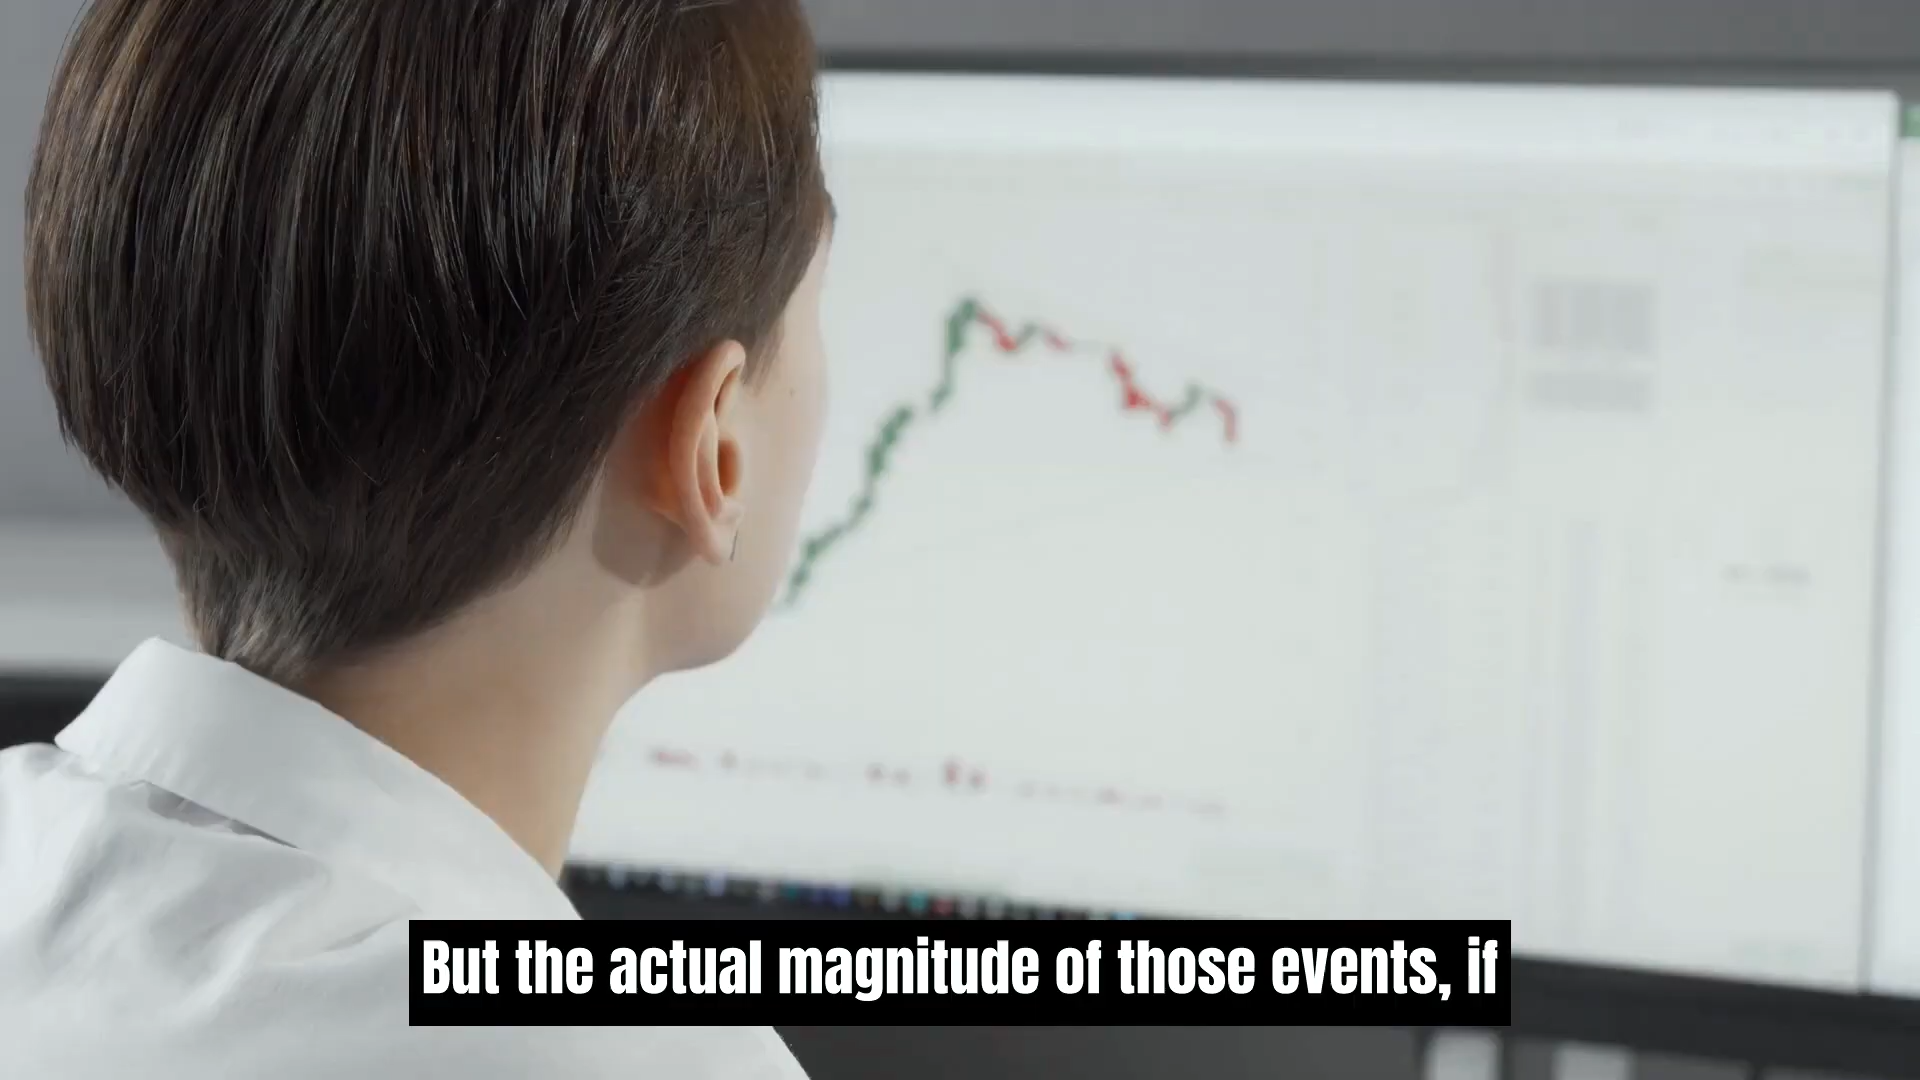 But the actual magnitude of those events, if